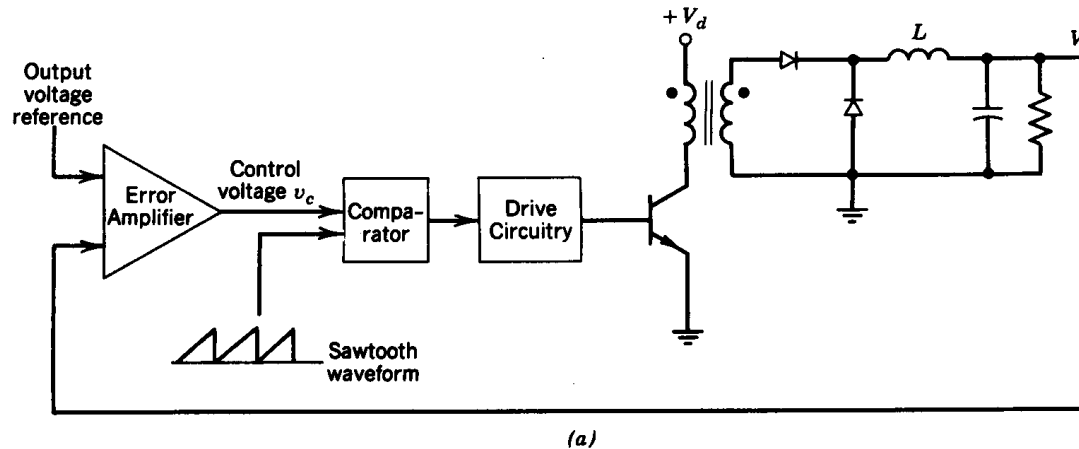 + V_d
L
V
Output
voltage
reference
Error
Amplifier
Control
voltage v_c
Compa-
rator
Drive
Circuitry
Sawtooth
waveform
(a)